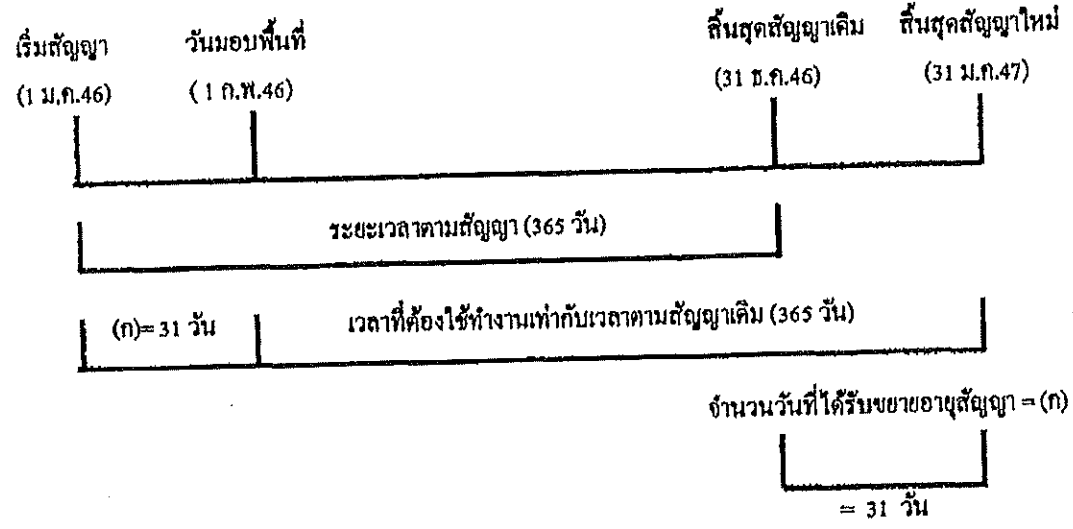 เริ่มสัญญา
(1 ม.ค.46)
วันมอบพื้นที่
( 1 ก.พ.46)
สิ้นสุดสัญญาเดิม
(31 ธ.ค.46)
สิ้นสุดสัญญาใหม่
(31 ม.ค.47)
ระยะเวลาตามสัญญา (365 วัน)
(ก)= 31 วัน
เวลาที่ต้องใช้ทำงานเท่ากับเวลาตามสัญญาเดิม (365 วัน)
จำนวนวันที่ได้รับขยายอายุสัญญา = (ก)
= 31 วัน